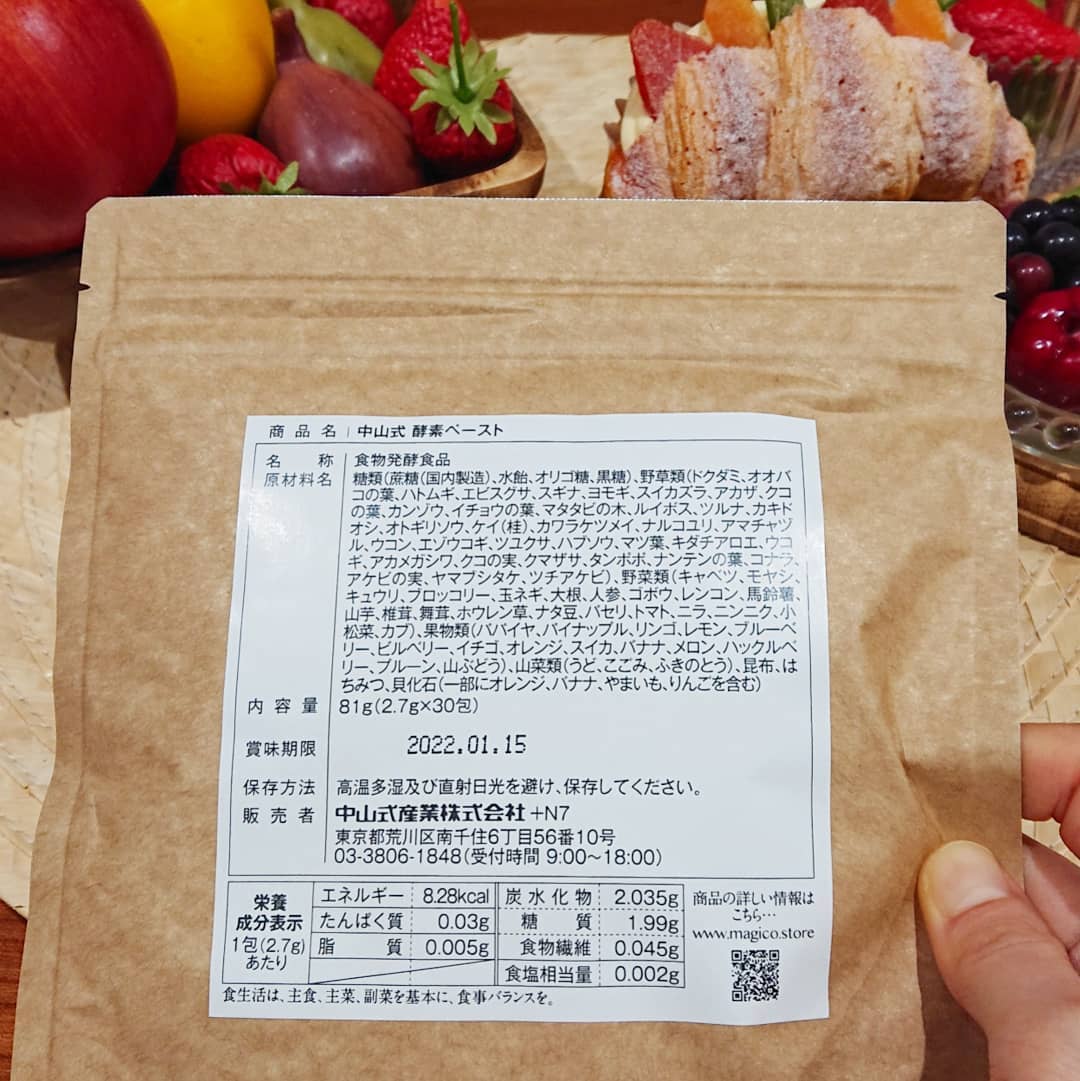 商品名 | 中山式 酵素ペースト
名称 食物発酵食品
原材料名 糖類(蔗糖(国内製造)、水飴、オリゴ糖、黒糖)、野草類(ドクダミ、オオバ
コの葉、ハトムギ、エビスグサ、スギナ、ヨモギ、スイカズラ、アカザ、クコ
の葉、カンゾウ、イチョウの葉、マタタビの木、ルイボス、ツルナ、カキド
オシ、オトギリソウ、ケイ(桂)、カワラケツメイ、ナルコユリ、アマチャヅ
ル、ウコン、エゾウコギ、ツユクサ、ハブソウ、マツ葉、キダチアロエ、ウコ
ギ、アカメガシワ、クコの実、クマザサ、タンポポ、ナンテンの葉、コナラ、
アケビの実、ヤマブシタケ、ツチアケビ)、野菜類(キャベツ、モヤシ、
キュウリ、ブロッコリー、玉ネギ、大根、人参、ゴボウ、レンコン、馬鈴薯、
山芋、椎茸、舞茸、ホウレン草、ナタ豆、パセリ、トマト、ニラ、ニンニク、小
松菜、カブ)、果物類(パパイヤ、パイナップル、リンゴ、レモン、ブルーベ
リー、ビルベリー、イチゴ、オレンジ、スイカ、バナナ、メロン、ハックルベ
リー、プルーン、山ぶどう)、山菜類(うど、こごみ、ふきのとう)、昆布、は
ちみつ、貝化石(一部にオレンジ、バナナ、やまいも、りんごを含む)
内容量 81g(2.7g×30包)
賞味期限 2022.01.15
保存方法 高温多湿及び直射日光を避け、保存してください。
販売者 中山式産業株式会社 +N7
東京都荒川区南千住6丁目56番10号
03-3806-1848(受付時間 9:00〜18:00)
栄養
成分表示
1包(2.7g)
あたり
エネルギー 8.28kcal
たんぱく質 0.03g
脂質 0.005g
炭水化物 2.035g
糖質 1.99g
食物繊維 0.045g
食塩相当量 0.002g
商品の詳しい情報は
こちら…
www.magico.store
食生活は、主食、主菜、副菜を基本に、食事バランスを。